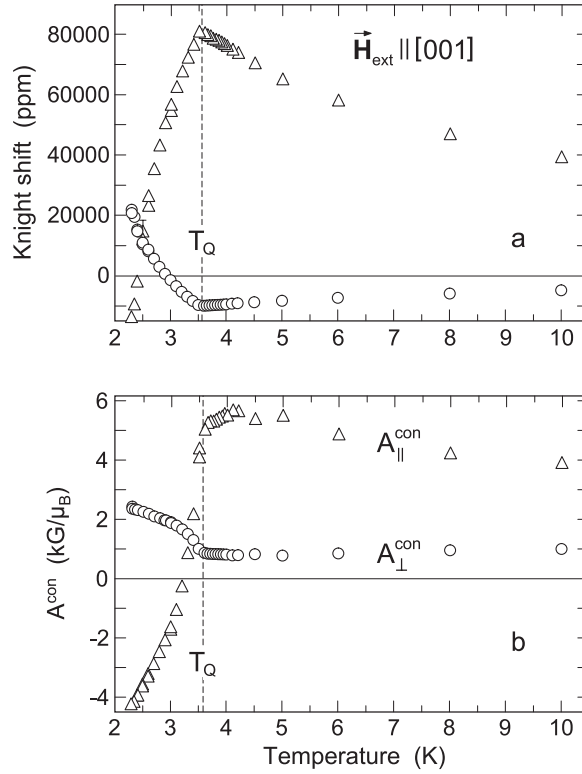 80000
60000
40000
20000
0
Knight shift (ppm)
H⃗ext || [001]
TQ
a
2 3 4 5 6 7 8 9 10
6
4
2
0
-2
-4
Acon (kG/μB)
A||con
A⊥con
TQ
b
2 3 4 5 6 7 8 9 10
Temperature (K)